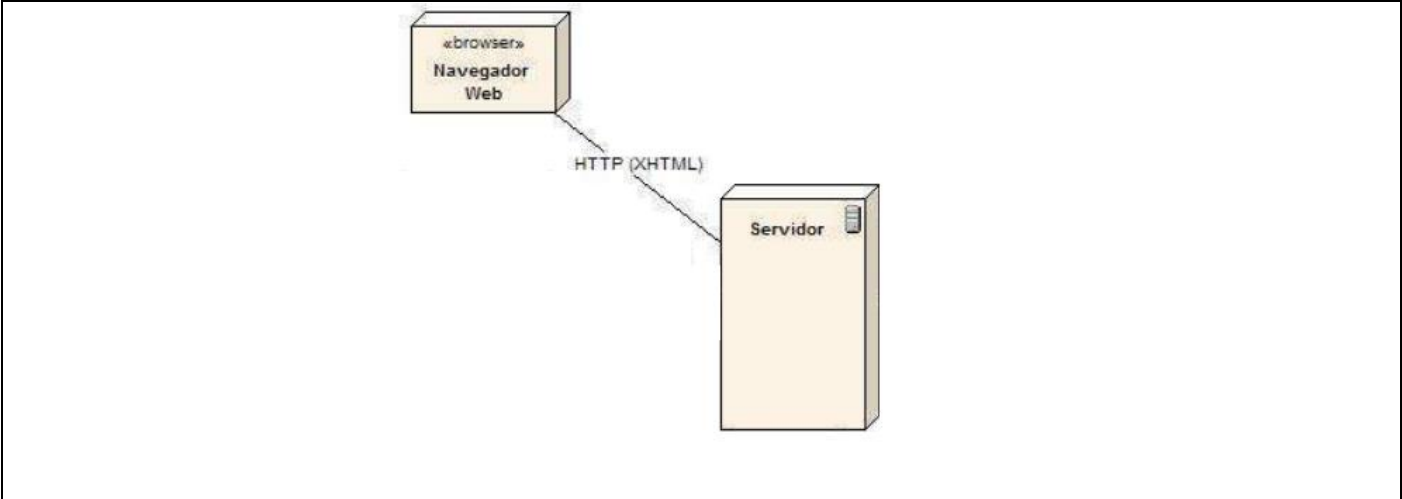 «browser»
Navegador
Web
HTTP (XHTML)
Servidor